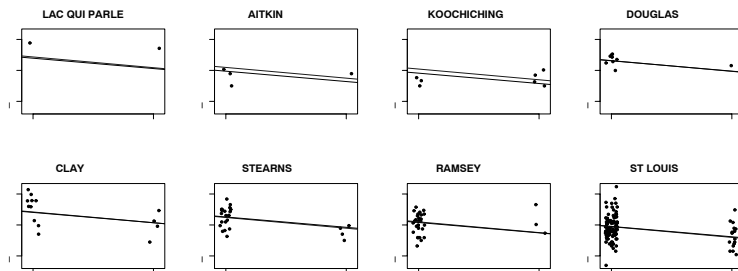 LAC QUI PARLE
AITKIN
KOOCHICHING
DOUGLAS
CLAY
STEARNS
RAMSEY
ST LOUIS